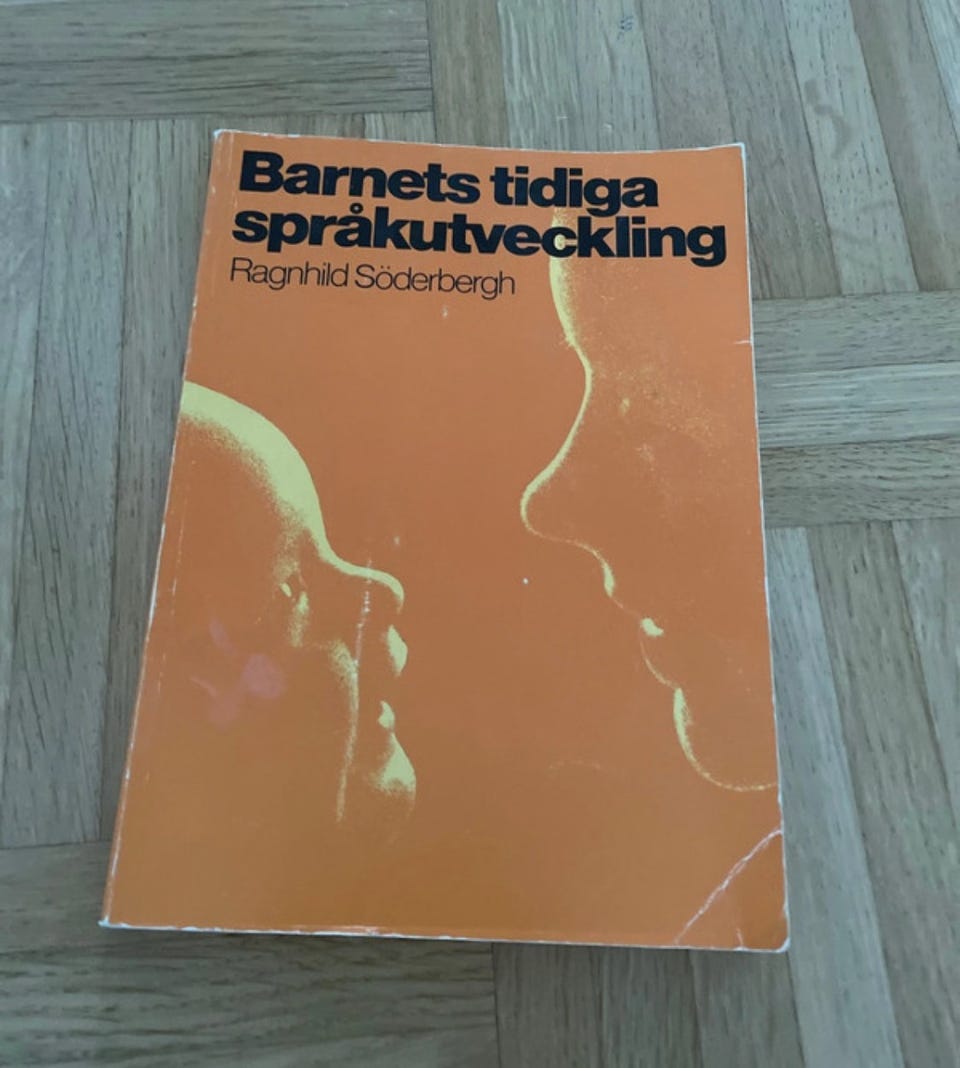 Barnets tidiga
språkutveckling
Ragnhild Söderbergh